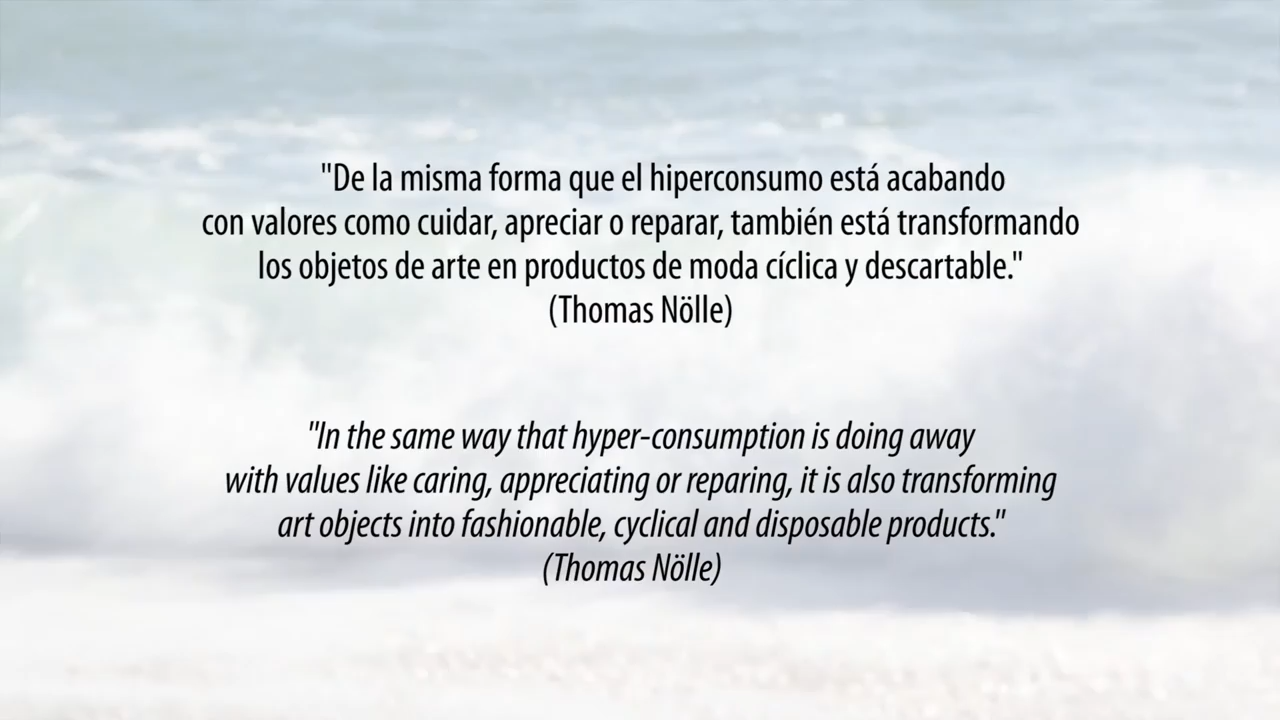 "De la misma forma que el hiperconsumo está acabando
con valores como cuidar, apreciar o reparar, también está transformando
los objetos de arte en productos de moda cíclica y descartable."
(Thomas Nölle)
"In the same way that hyper-consumption is doing away
with values like caring, appreciating or reparing, it is also transforming
art objects into fashionable, cyclical and disposable products."
(Thomas Nölle)